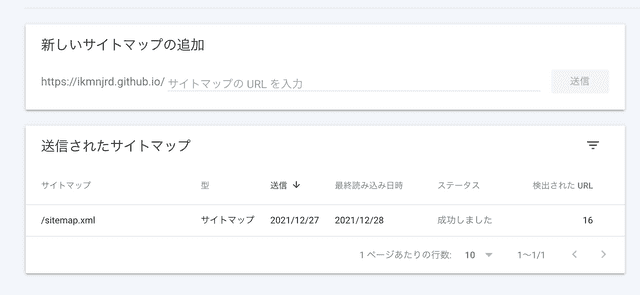 新しいサイトマップの追加
https://ikmnjrd.github.io/ サイトマップの URL を入力 送信
送信されたサイトマップ
サイトマップ 型 送信 ↓ 最終読み込み日時 ステータス 検出された URL
/sitemap.xml サイトマップ 2021/12/27 2021/12/28 成功しました 16
1 ページあたりの行数: 10 1~1/1